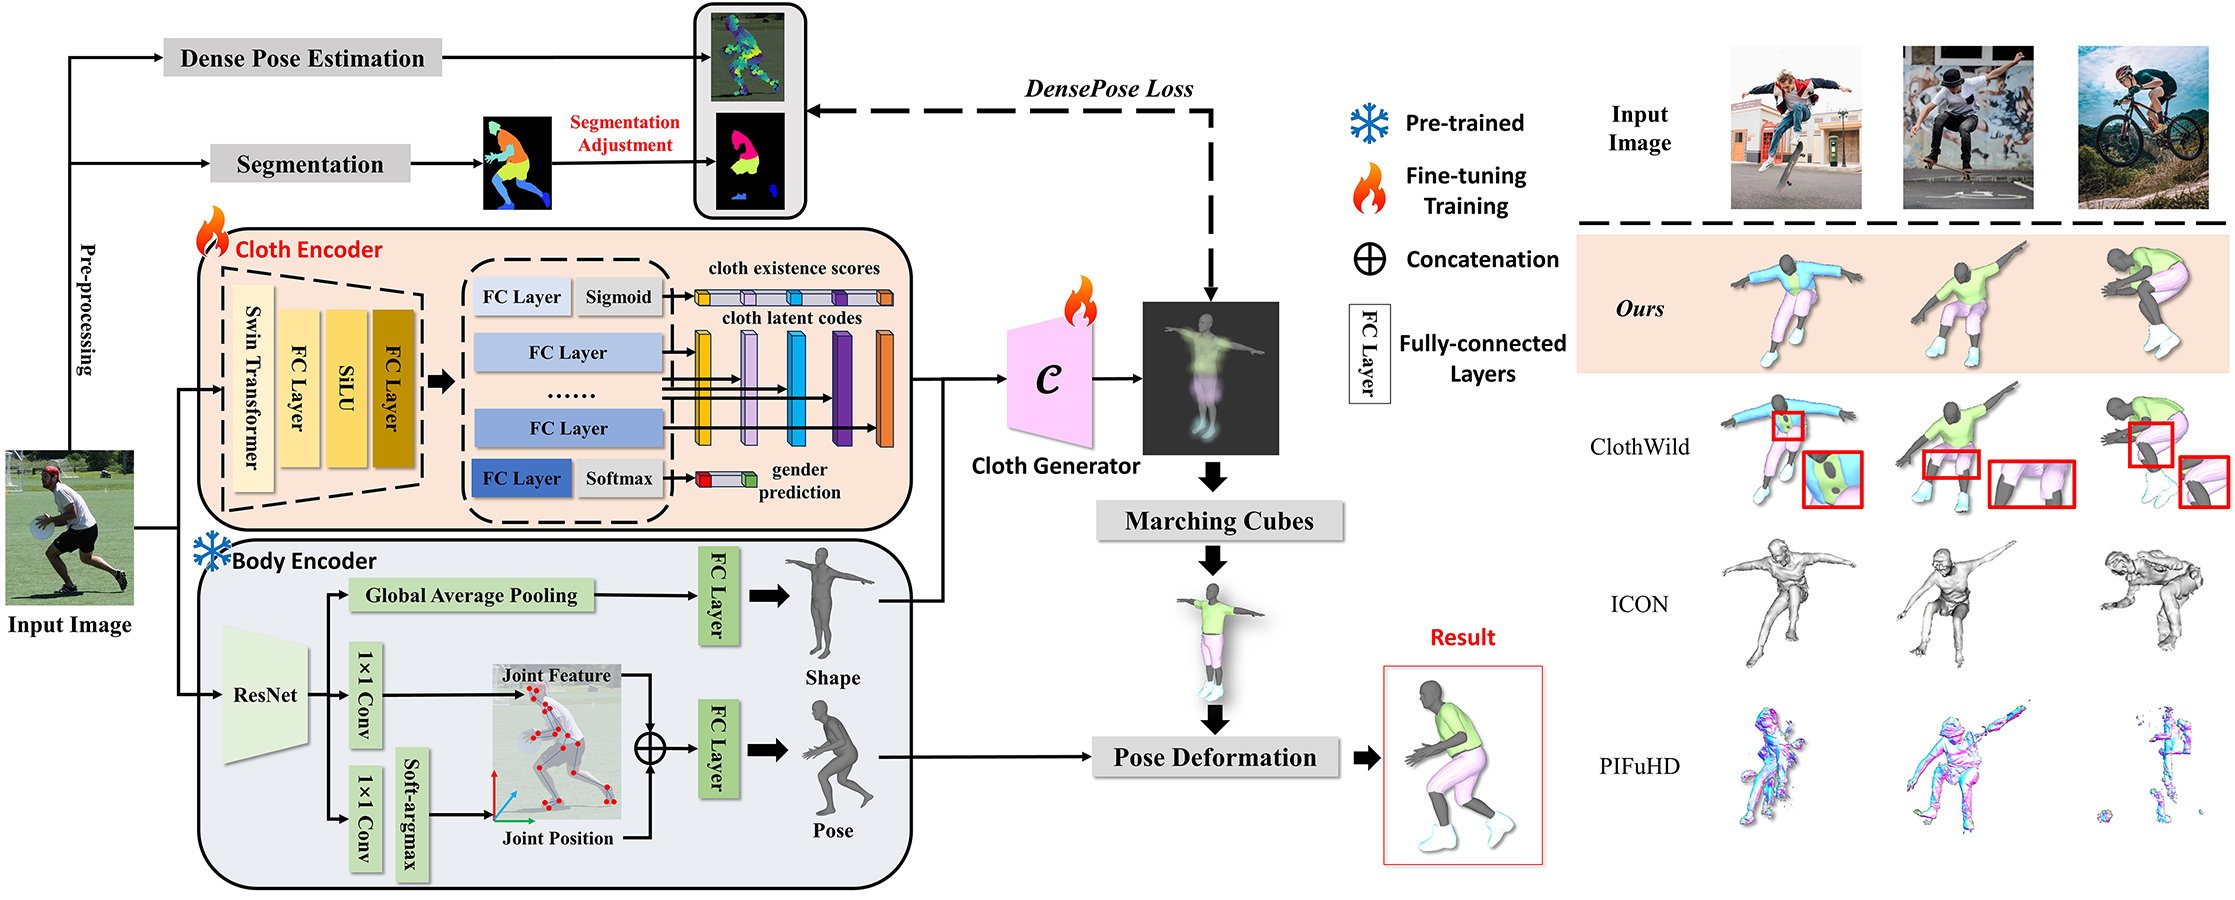 Dense Pose Estimation
Segmentation
Segmentation
Adjustment
DensePose Loss
Pre-processing
Input Image
Cloth Encoder
Swin Transformer
FC Layer
SiLU
FC Layer
FC Layer
Sigmoid
FC Layer
......
FC Layer
FC Layer
Softmax
cloth existence scores
cloth latent codes
gender
prediction
Body Encoder
ResNet
Global Average Pooling
1×1 Conv
1×1 Conv
Soft-argmax
Joint Feature
Joint Position
FC Layer
FC Layer
Shape
Pose
C
Cloth Generator
Marching Cubes
Pose Deformation
Result
Pre-trained
Fine-tuning
Training
Concatenation
FC Layer
Fully-connected
Layers
Input
Image
Ours
ClothWild
ICON
PIFuHD